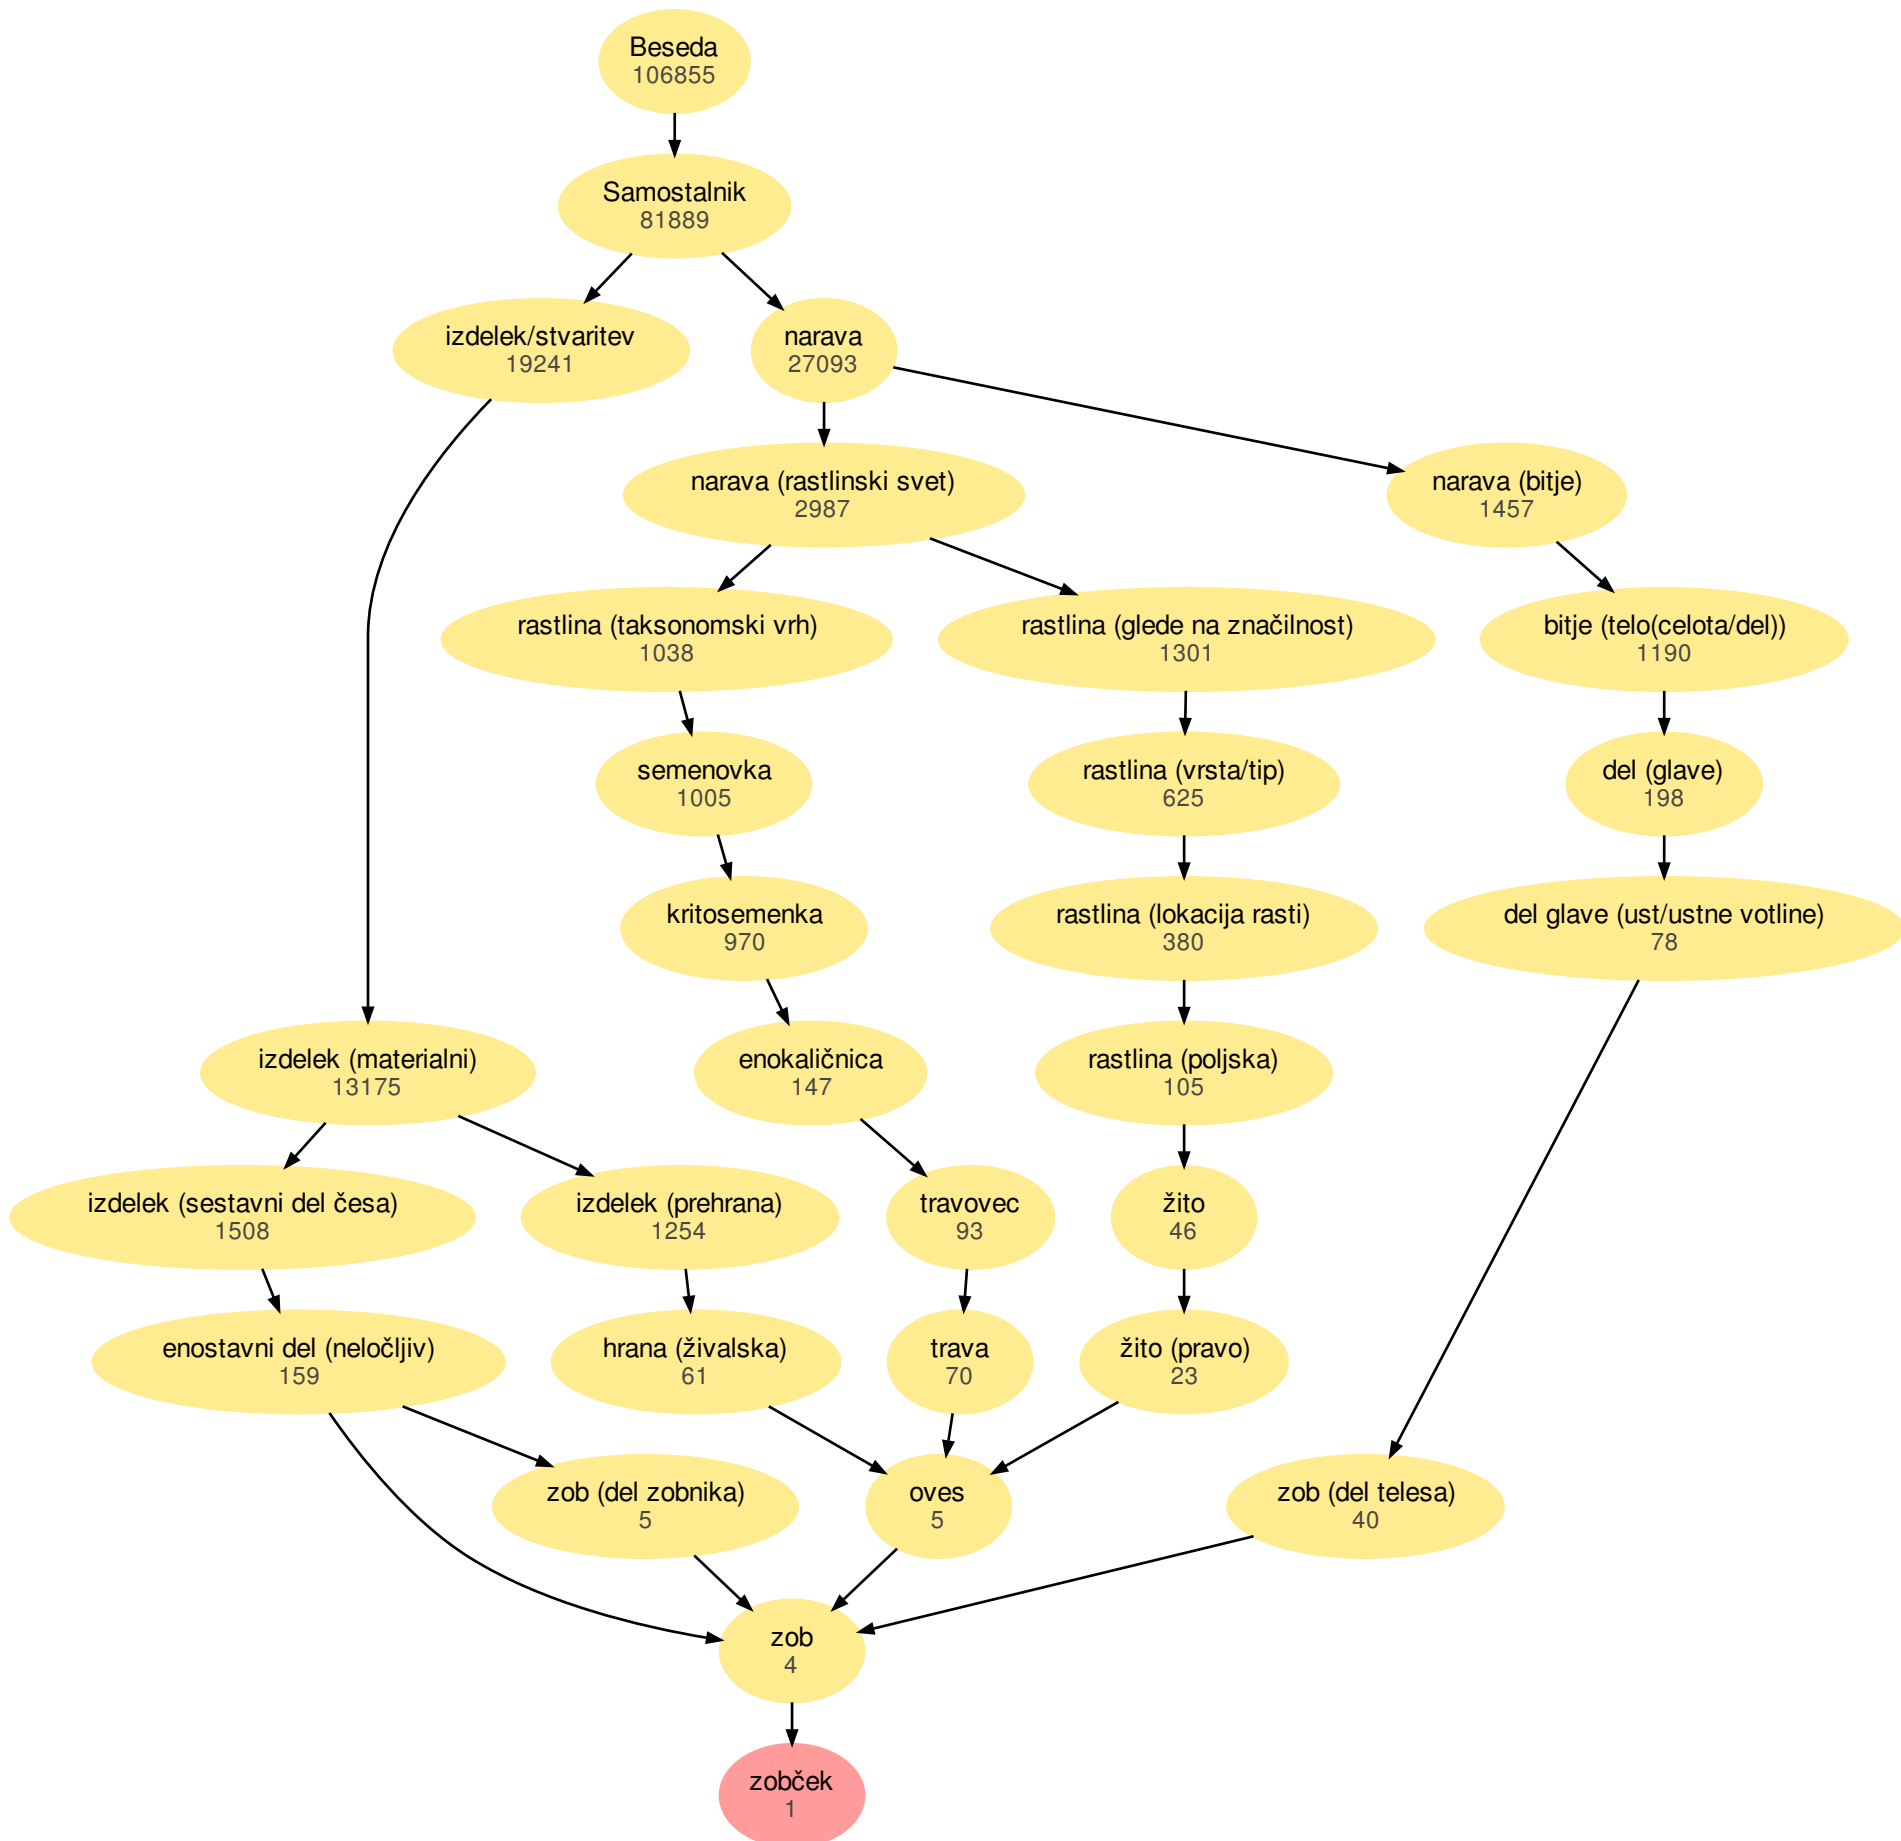 Beseda
106855
Samostalnik
81889
izdelek/stvaritev
19241
narava
27093
narava (rastlinski svet)
2987
narava (bitje)
1457
rastlina (taksonomski vrh)
1038
rastlina (glede na značilnost)
1301
bitje (telo(celota/del))
1190
semenovka
1005
rastlina (vrsta/tip)
625
del (glave)
198
kritosemenka
970
rastlina (lokacija rasti)
380
del glave (ust/ustne votline)
78
izdelek (materialni)
13175
enokaličnica
147
rastlina (poljska)
105
izdelek (sestavni del česa)
1508
izdelek (prehrana)
1254
travovec
93
žito
46
enostavni del (neločljiv)
159
hrana (živalska)
61
trava
70
žito (pravo)
23
zob (del zobnika)
5
oves
5
zob (del telesa)
40
zob
4
zobček
1